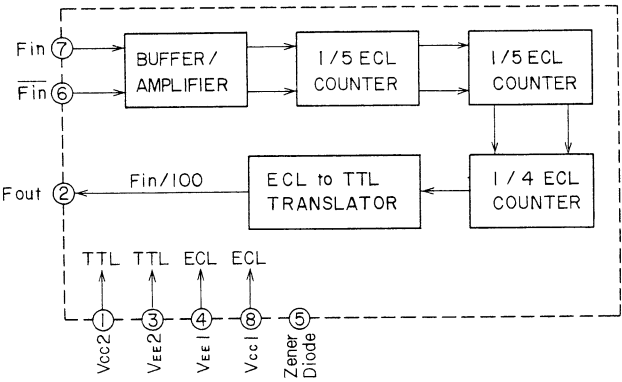 Fin 7
BUFFER/
AMPLIFIER
1/5 ECL
COUNTER
1/5 ECL
COUNTER
Fin 6
Fout 2
Fin/100
ECL to TTL
TRANSLATOR
1/4 ECL
COUNTER
TTL TTL ECL ECL
1 3 4 8 5
VCC2
VEE2
VEE1
VCC1
Zener
Diode